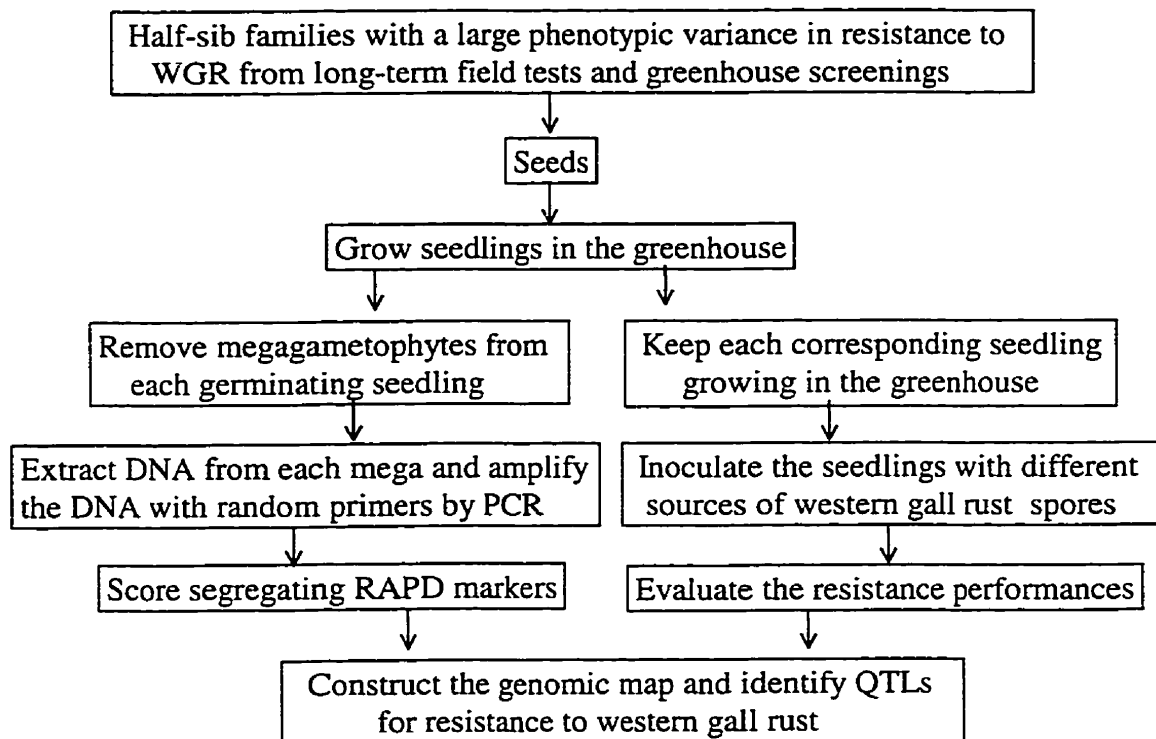 Half-sib families with a large phenotypic variance in resistance to
WGR from long-term field tests and greenhouse screenings
Seeds
Grow seedlings in the greenhouse
Remove megagametophytes from
each germinating seedling
Keep each corresponding seedling
growing in the greenhouse
Extract DNA from each mega and amplify
the DNA with random primers by PCR
Inoculate the seedlings with different
sources of western gall rust spores
Score segregating RAPD markers
Evaluate the resistance performances
Construct the genomic map and identify QTLs
for resistance to western gall rust